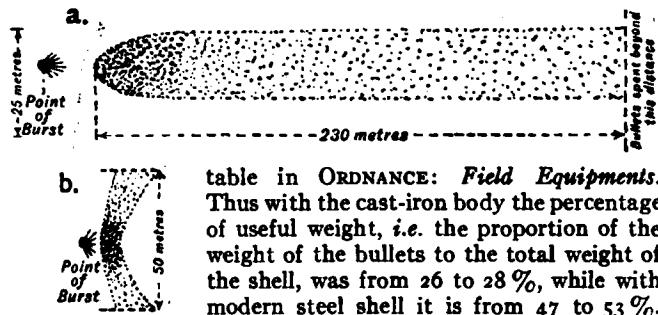 a.
25 metres
Point
of
Burst
230 metres
Bullets spent beyond
this distance
b.
Point
of
Burst
50 metres
table in ORDNANCE: Field Equipments.
Thus with the cast-iron body the percentage
of useful weight, i.e. the proportion of the
weight of the bullets to the total weight of
the shell, was from 26 to 28 %, while with
modern steel shell it is from 47 to 53 %.